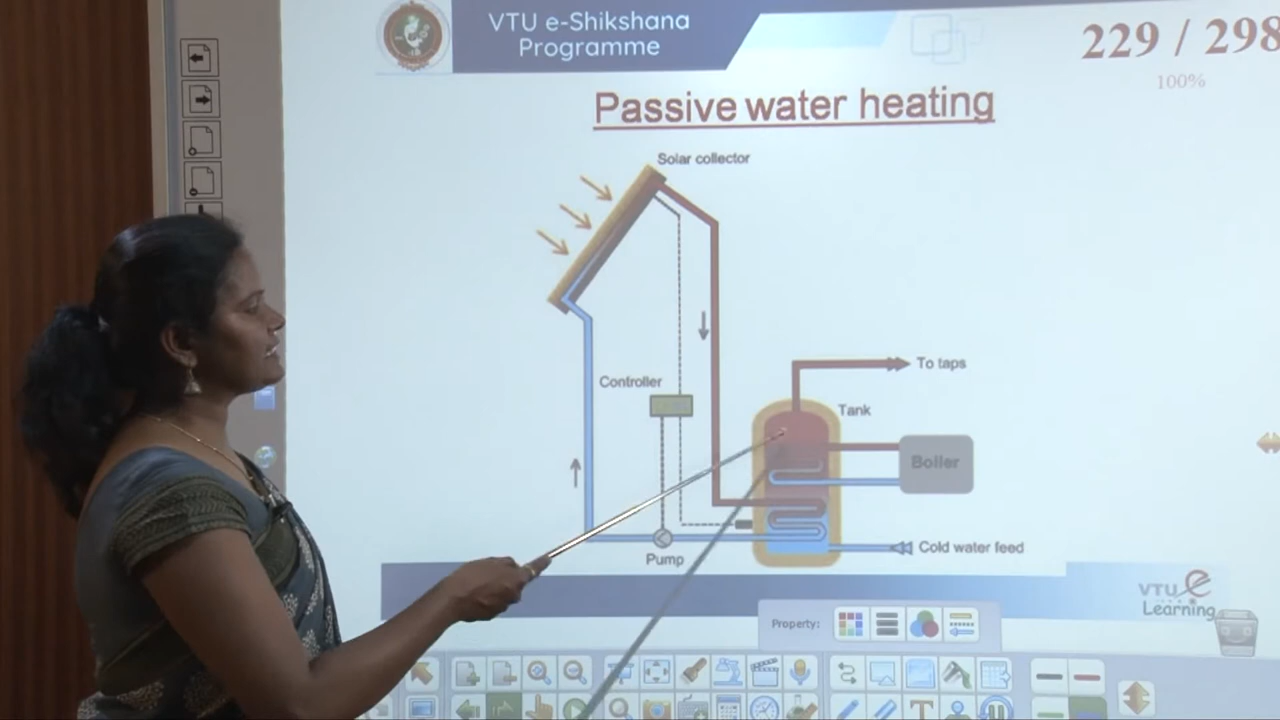 VTU e-Shikshana
Programme
229 / 298
100%
Passive water heating
Solar collector
To taps
Controller
Tank
Boiler
Cold water feed
Pump
VTU e
Learning
Property: